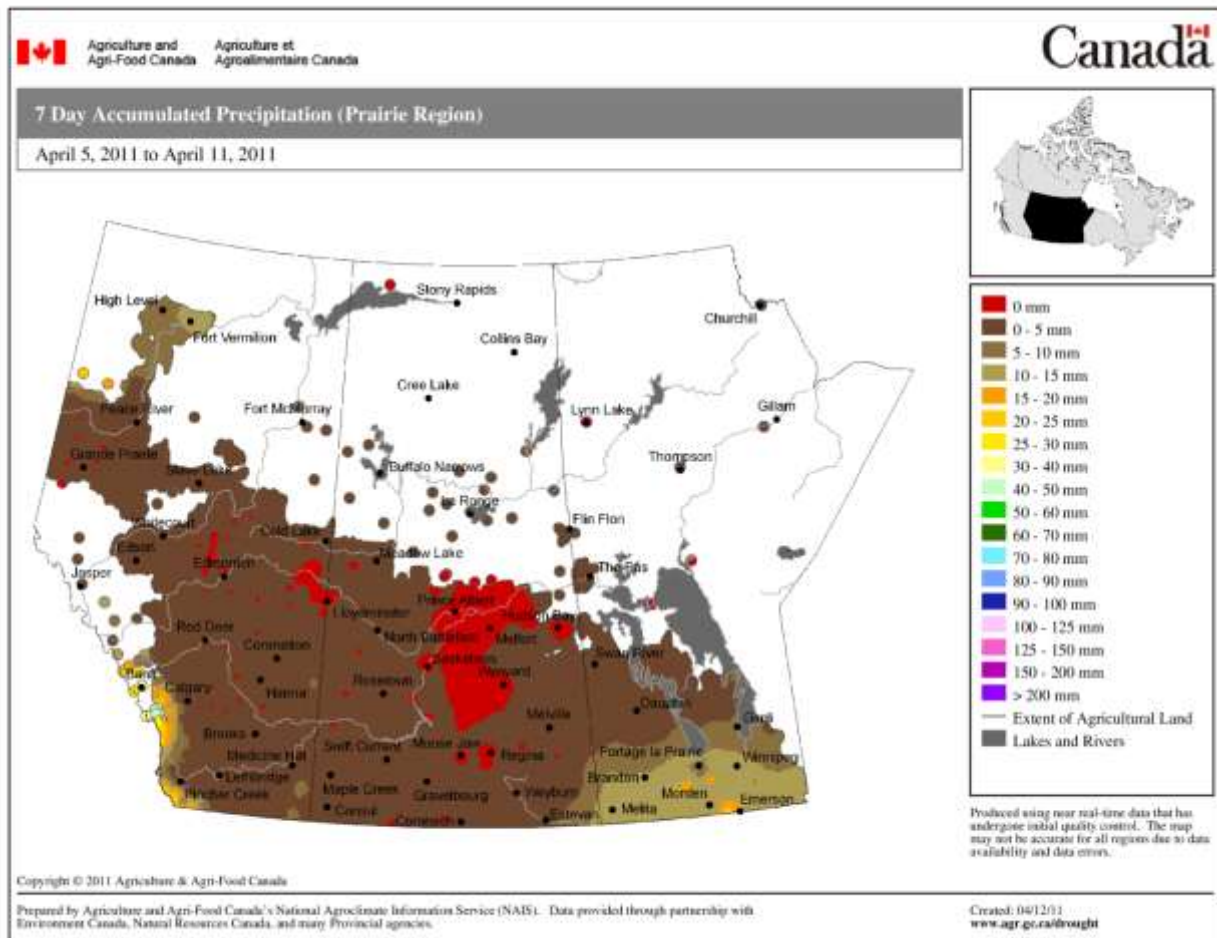 Agriculture and Agriculture et
Agri-Food Canada Agroalimentaire Canada
Canada
7 Day Accumulated Precipitation (Prairie Region)
April 5, 2011 to April 11, 2011
High Level
Fort Vermilion
Stony Rapids
Collins Bay
Churchill
Cree Lake
Peace River
Fort McMurray
Lynn Lake
Gillam
Grande Prairie
Slave Lake
Buffalo Narrows
Thompson
La Ronge
Flin Flon
Whitecourt
Cold Lake
Edson
Meadow Lake
Jasper
Edmonton
The Pas
Lloydminster
Prince Albert
Hudson Bay
Red Deer
North Battleford
Melfort
Coronation
Saskatoon
Swan River
Banff
Hanna
Rosetown
Wynyard
Calgary
Dauphin
Melville
Gimli
Brooks
Swift Current
Moose Jaw
Regina
Portage la Prairie
Winnipeg
Medicine Hat
Lethbridge
Brandon
Pincher Creek
Maple Creek
Gravelbourg
Weyburn
Morden
Emerson
Melita
Consul
Coronach
Estevan
0 mm
0 - 5 mm
5 - 10 mm
10 - 15 mm
15 - 20 mm
20 - 25 mm
25 - 30 mm
30 - 40 mm
40 - 50 mm
50 - 60 mm
60 - 70 mm
70 - 80 mm
80 - 90 mm
90 - 100 mm
100 - 125 mm
125 - 150 mm
150 - 200 mm
> 200 mm
Extent of Agricultural Land
Lakes and Rivers
Produced using near real-time data that has
undergone initial quality control. The map
may not be accurate for all regions due to data
availability and data errors.
Copyright © 2011 Agriculture & Agri-Food Canada
Prepared by Agriculture and Agri-Food Canada's National Agroclimate Information Service (NAIS). Data provided through partnership with
Environment Canada, Natural Resources Canada, and many Provincial agencies.
Created: 04/12/11
www.agr.gc.ca/drought